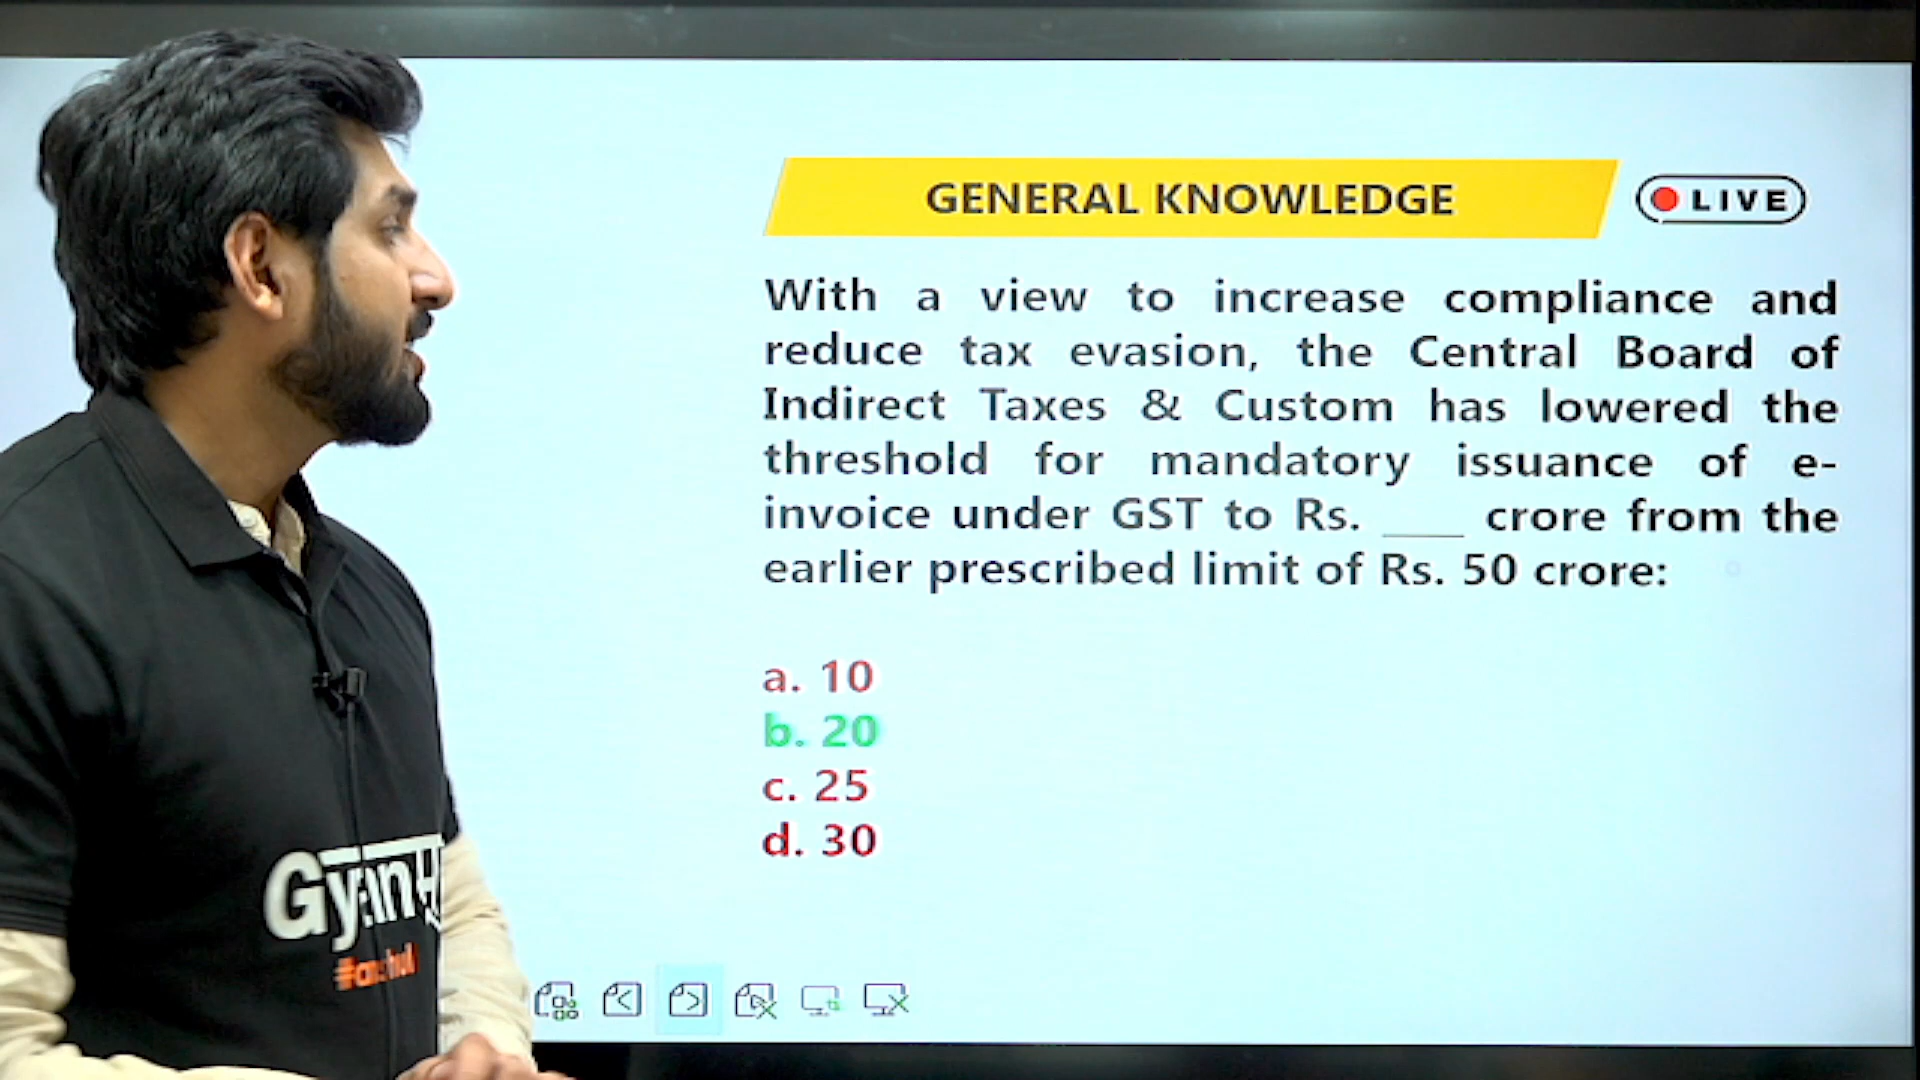 GENERAL KNOWLEDGE
LIVE
With a view to increase compliance and
reduce tax evasion, the Central Board of
Indirect Taxes & Custom has lowered the
threshold for mandatory issuance of e-
invoice under GST to Rs. ____ crore from the
earlier prescribed limit of Rs. 50 crore:
a. 10
b. 20
c. 25
d. 30
Gyan